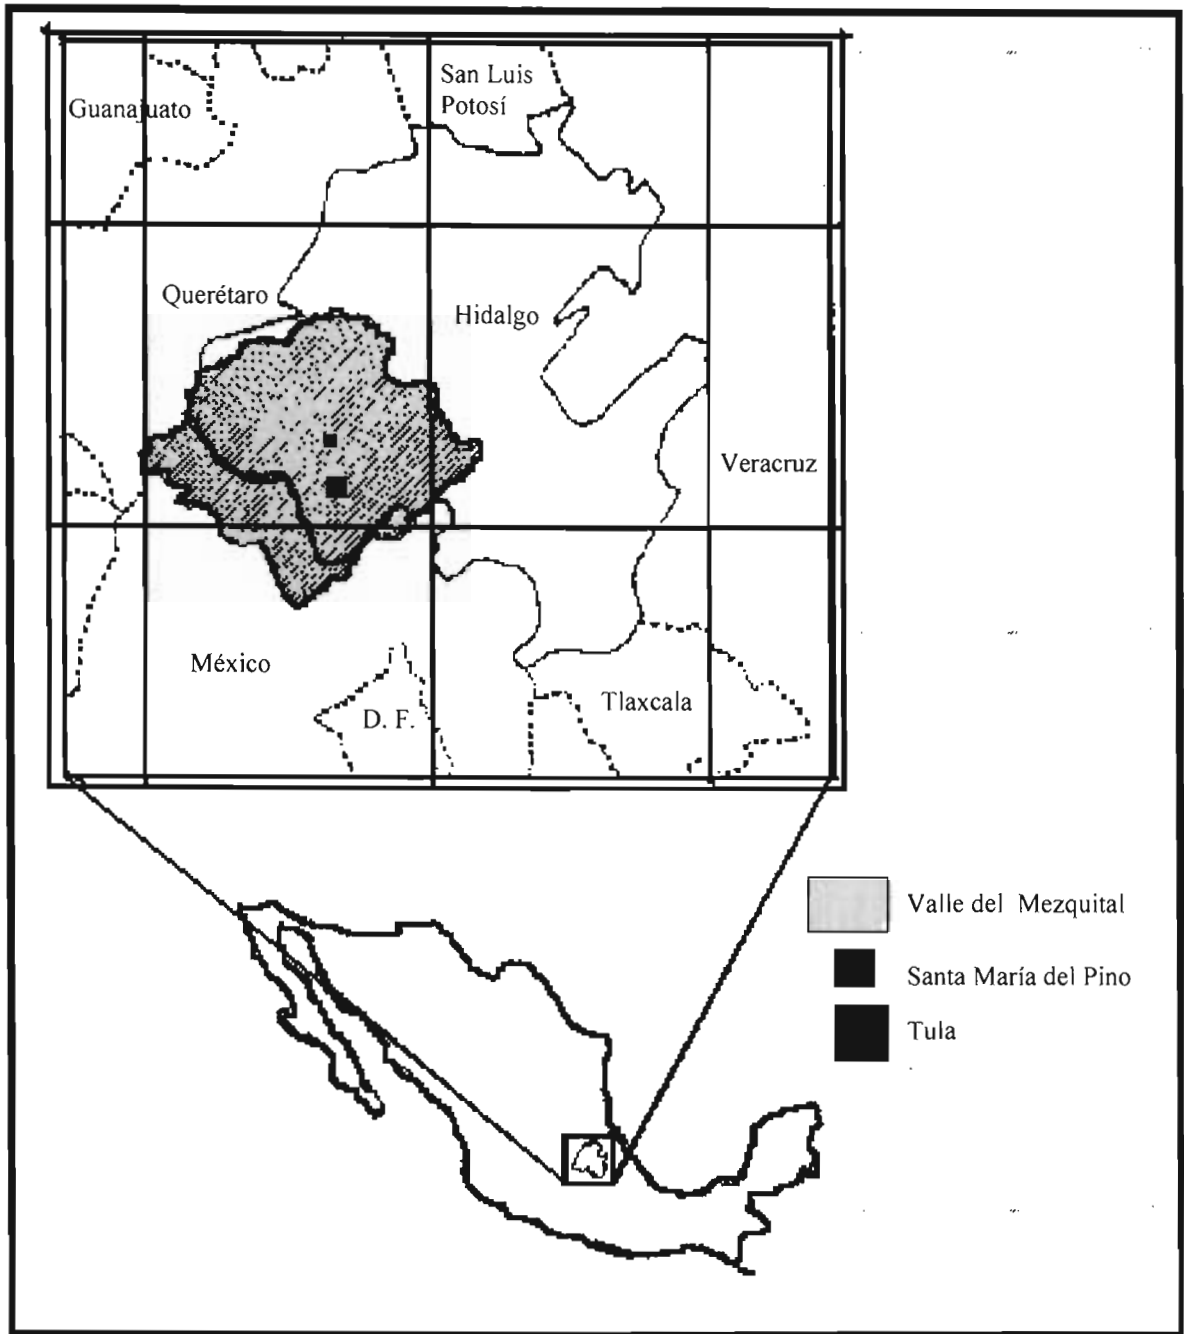 San Luis
Potosí
Guanajuato
Querétaro
Hidalgo
Veracruz
México
D. F.
Tlaxcala
Valle del Mezquital
Santa María del Pino
Tula